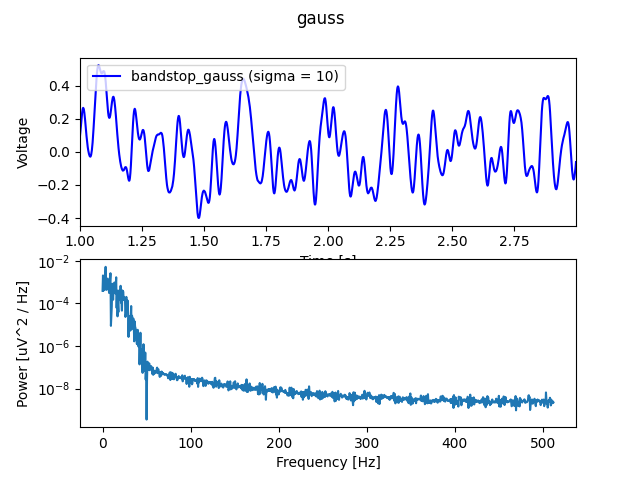 gauss
bandstop_gauss (sigma = 10)
Voltage
0.4
0.2
0.0
−0.2
−0.4
1.00 1.25 1.50 1.75 2.00 2.25 2.50 2.75
Time [s]
Power [uV^2 / Hz]
10−2
10−4
10−6
10−8
0 100 200 300 400 500
Frequency [Hz]